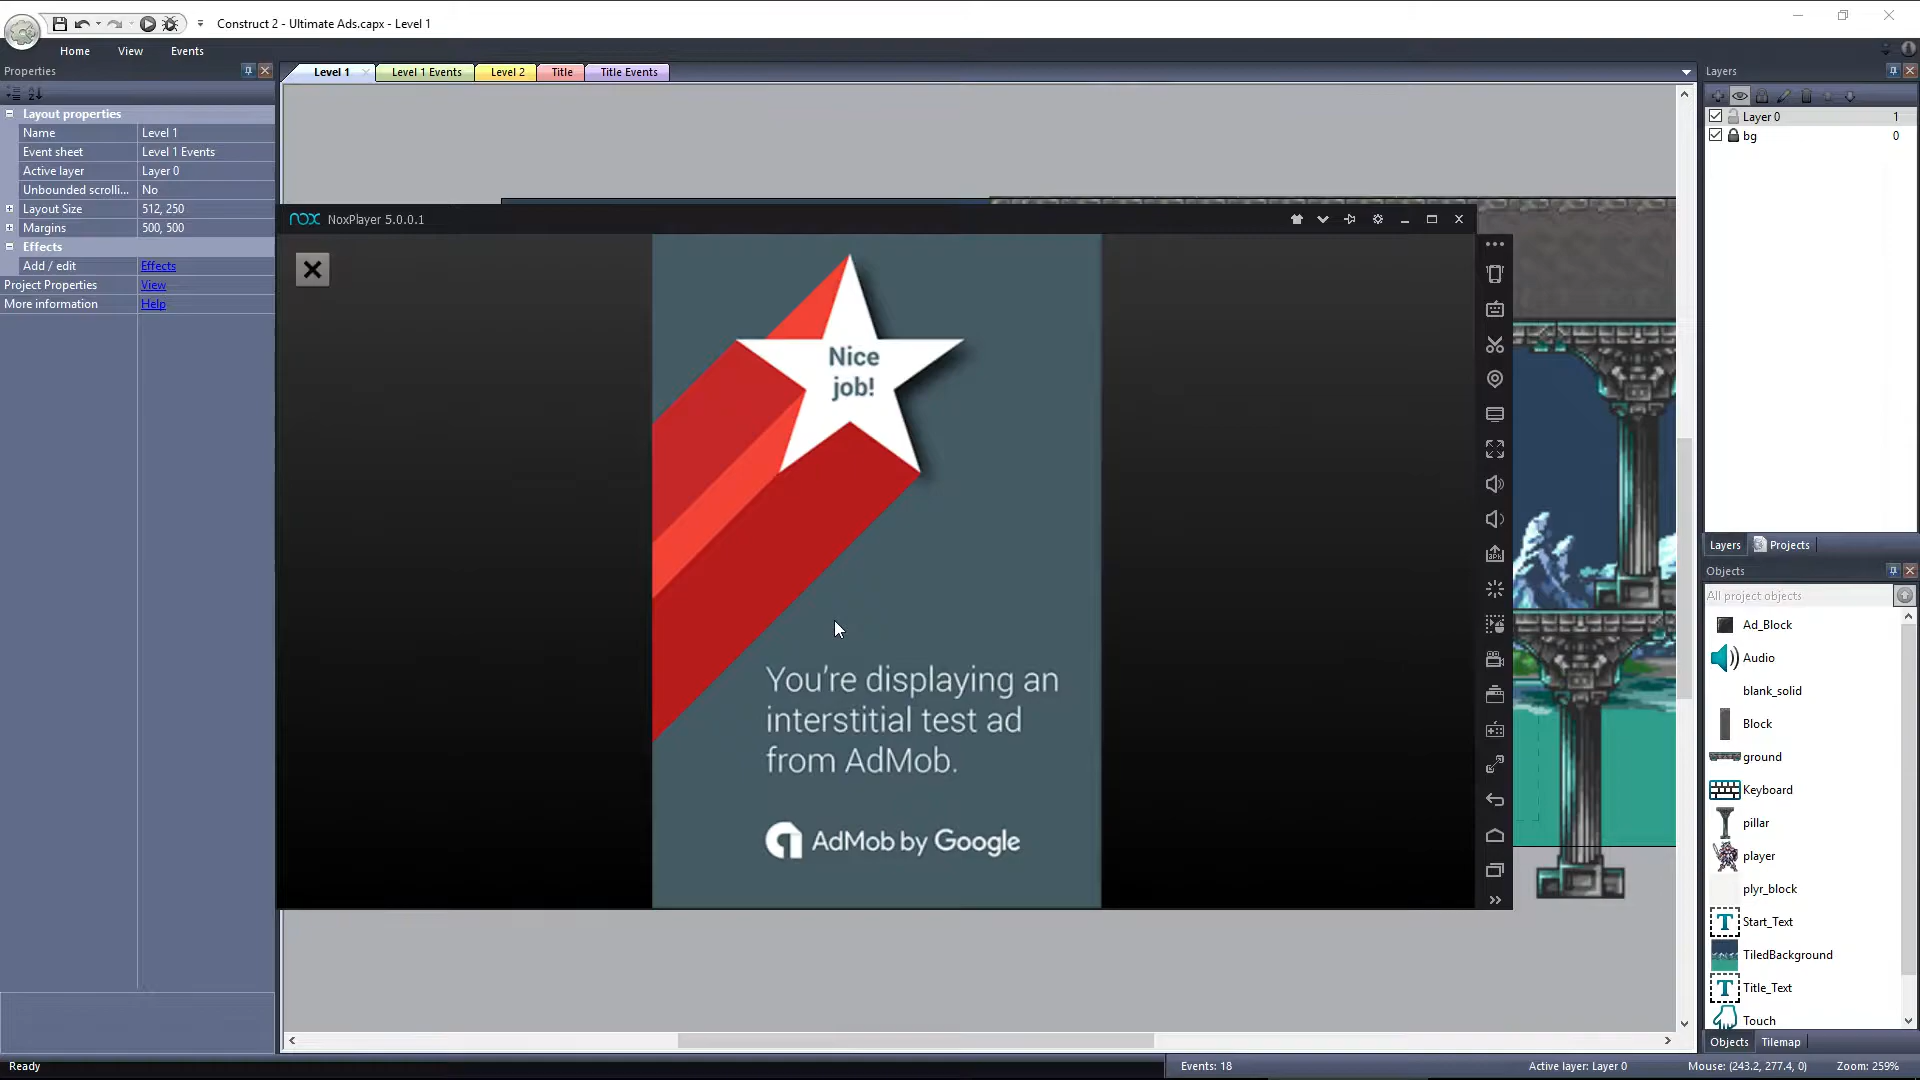 Construct 2 - Ultimate Ads.capx - Level 1
Home View Events
Properties
Layout properties
Name Level 1
Event sheet Level 1 Events
Active layer Layer 0
Unbounded scrolli... No
Layout Size 512, 250
Margins 500, 500
Effects
Add / edit Effects
Project Properties View
More information Help
Level 1 Level 1 Events Level 2 Title Title Events
nox NoxPlayer 5.0.0.1
Nice
job!
You're displaying an
interstitial test ad
from AdMob.
AdMob by Google
Layers
Layer 0 1
bg 0
Layers Projects
Objects
All project objects
Ad_Block
Audio
blank_solid
Block
ground
Keyboard
pillar
player
plyr_block
T Start_Text
TiledBackground
T Title_Text
Touch
Objects Tilemap
Ready Events: 18 Active layer: Layer 0 Mouse: (243.2, 277.4, 0) Zoom: 259%